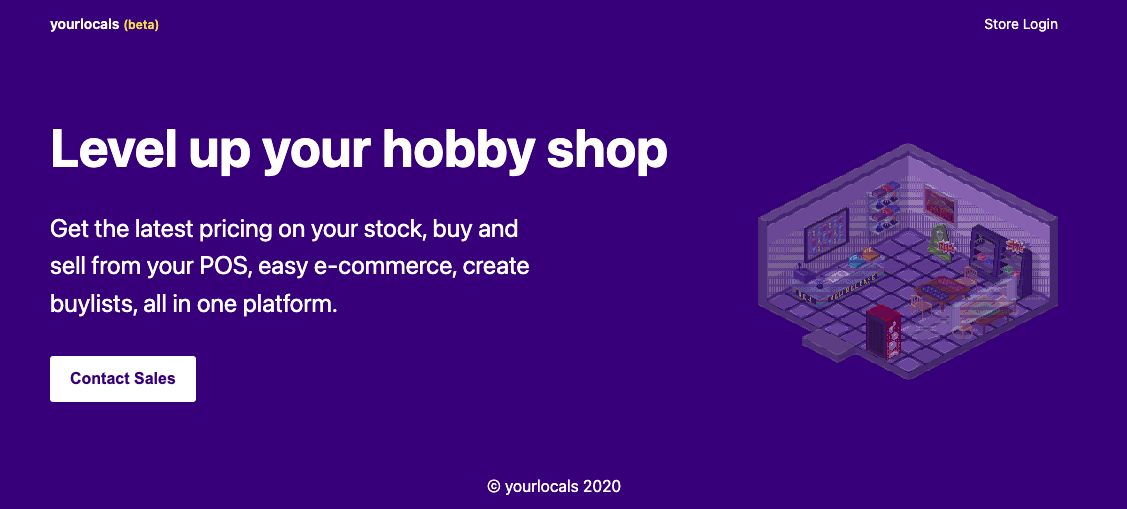 yourlocals (beta)
Store Login
Level up your hobby shop
Get the latest pricing on your stock, buy and
sell from your POS, easy e-commerce, create
buylists, all in one platform.
Contact Sales
© yourlocals 2020